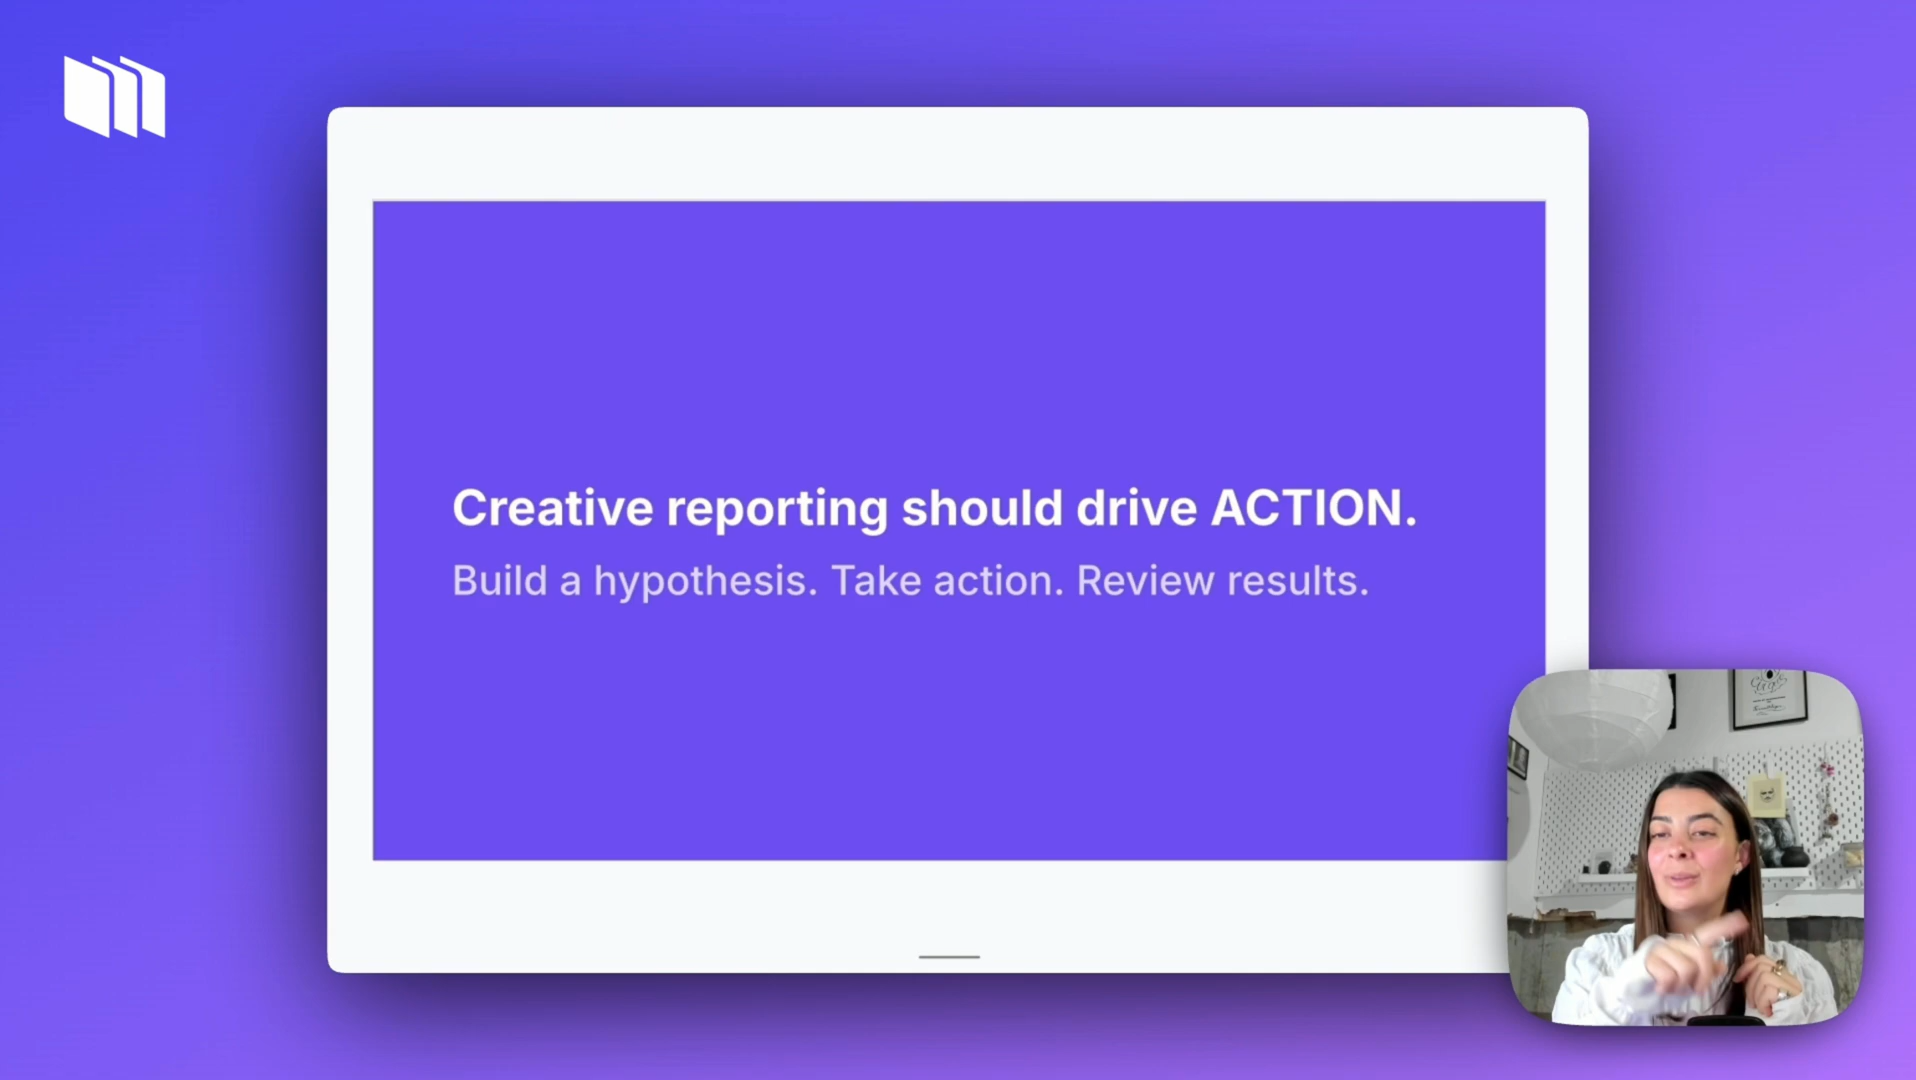 Creative reporting should drive ACTION.
Build a hypothesis. Take action. Review results.